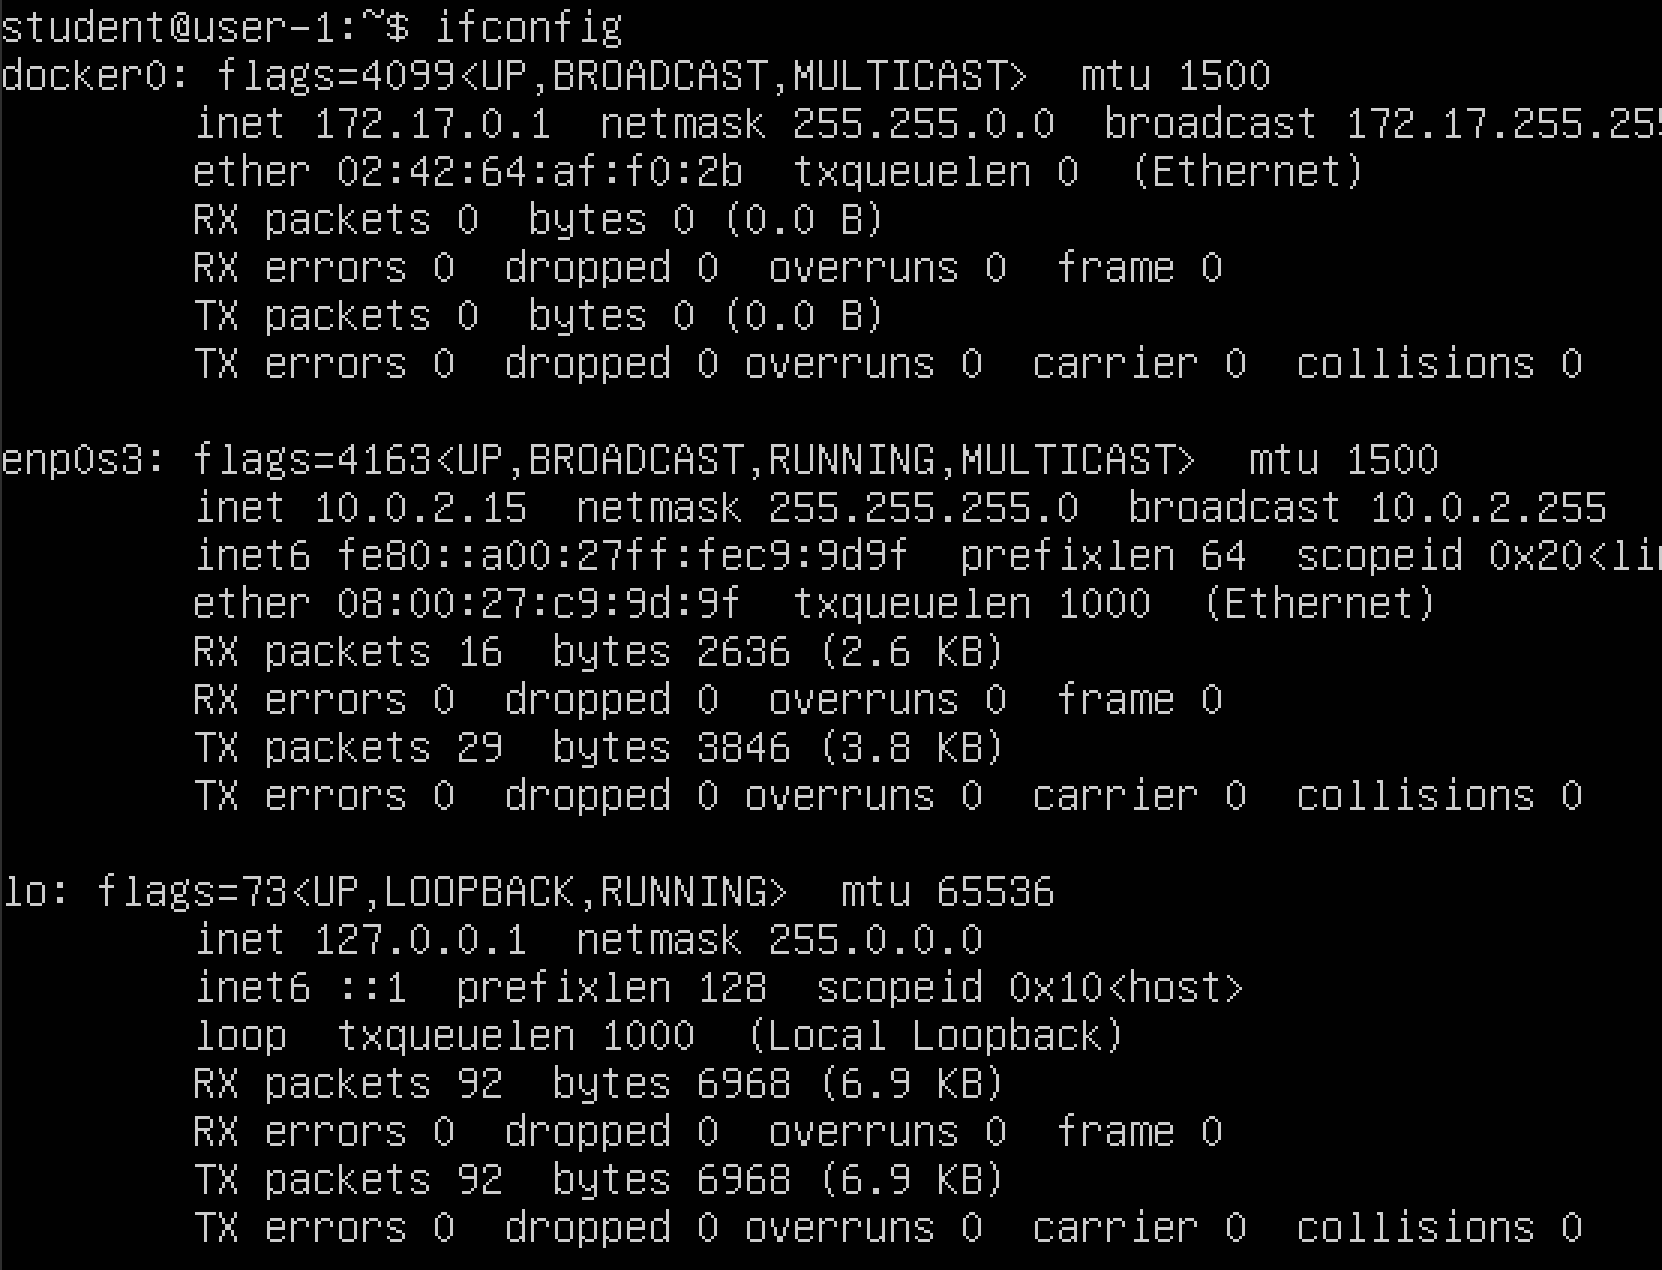 student@user-1:~$ ifconfig
docker0: flags=4099<UP,BROADCAST,MULTICAST>  mtu 1500
        inet 172.17.0.1  netmask 255.255.0.0  broadcast 172.17.255.255
        ether 02:42:64:af:f0:2b  txqueuelen 0  (Ethernet)
        RX packets 0  bytes 0 (0.0 B)
        RX errors 0  dropped 0  overruns 0  frame 0
        TX packets 0  bytes 0 (0.0 B)
        TX errors 0  dropped 0 overruns 0  carrier 0  collisions 0

enp0s3: flags=4163<UP,BROADCAST,RUNNING,MULTICAST>  mtu 1500
        inet 10.0.2.15  netmask 255.255.255.0  broadcast 10.0.2.255
        inet6 fe80::a00:27ff:fec9:9d9f  prefixlen 64  scopeid 0x20<lin
        ether 08:00:27:c9:9d:9f  txqueuelen 1000  (Ethernet)
        RX packets 16  bytes 2636 (2.6 KB)
        RX errors 0  dropped 0  overruns 0  frame 0
        TX packets 29  bytes 3846 (3.8 KB)
        TX errors 0  dropped 0 overruns 0  carrier 0  collisions 0

lo: flags=73<UP,LOOPBACK,RUNNING>  mtu 65536
        inet 127.0.0.1  netmask 255.0.0.0
        inet6 ::1  prefixlen 128  scopeid 0x10<host>
        loop  txqueuelen 1000  (Local Loopback)
        RX packets 92  bytes 6968 (6.9 KB)
        RX errors 0  dropped 0  overruns 0  frame 0
        TX packets 92  bytes 6968 (6.9 KB)
        TX errors 0  dropped 0 overruns 0  carrier 0  collisions 0